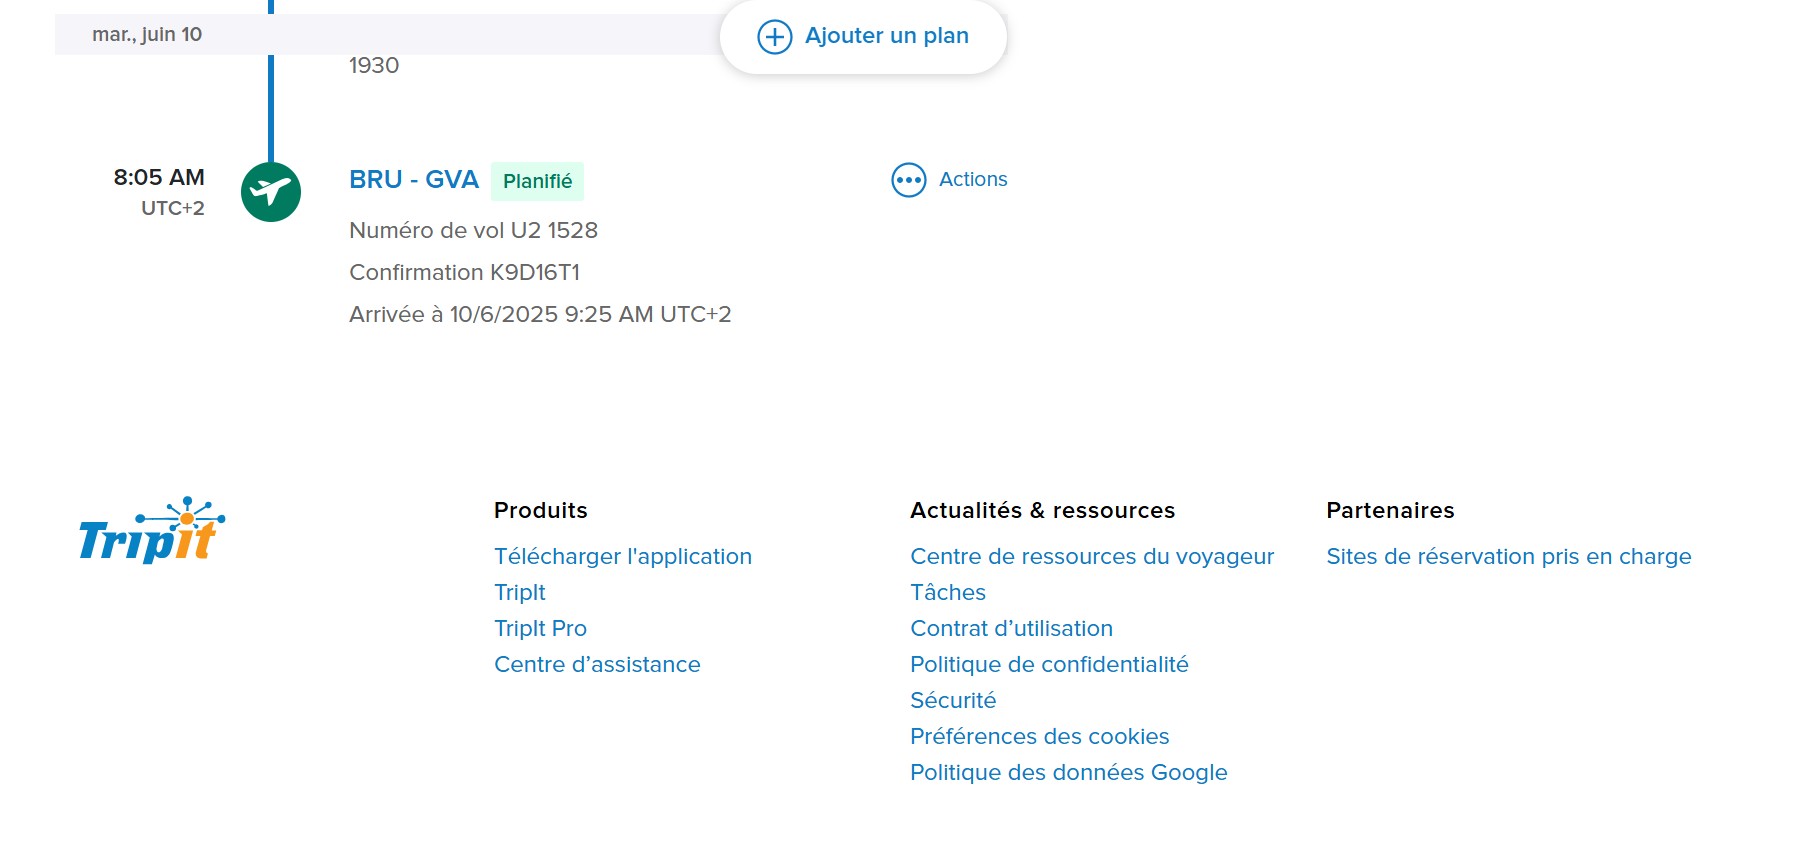 mar., juin 10
Ajouter un plan
1930
8:05 AM
UTC+2
BRU - GVA
Planifié
Actions
Numéro de vol U2 1528
Confirmation K9D16T1
Arrivée à 10/6/2025 9:25 AM UTC+2
TripIt
Produits
Télécharger l'application
TripIt
TripIt Pro
Centre d’assistance
Actualités & ressources
Centre de ressources du voyageur
Tâches
Contrat d’utilisation
Politique de confidentialité
Sécurité
Préférences des cookies
Politique des données Google
Partenaires
Sites de réservation pris en charge